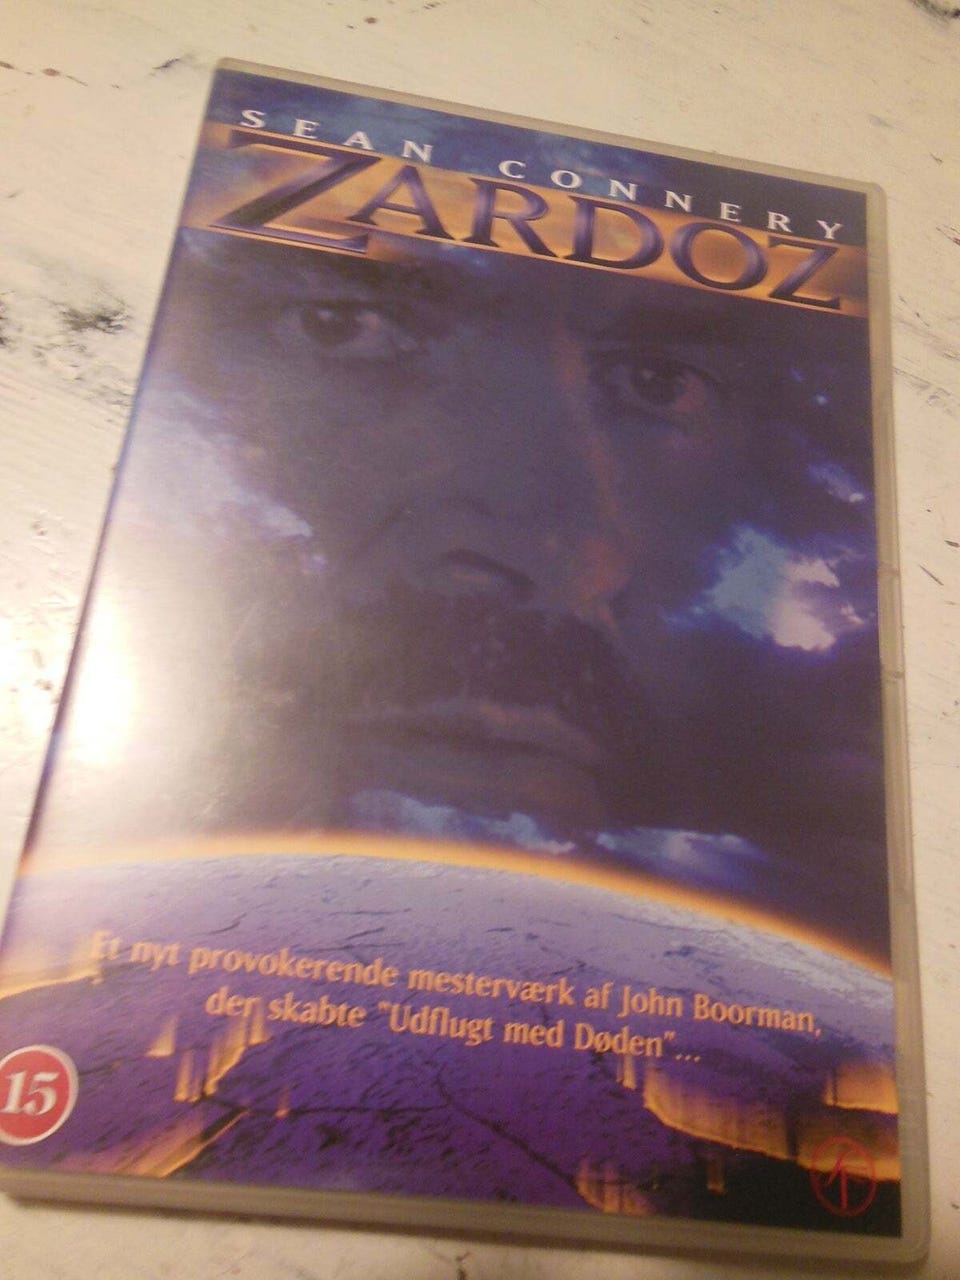 SEAN CONNERY
ZARDOZ
Et nyt provokerende mesterværk af John Boorman,
der skabte "Udflugt med Døden"...
15